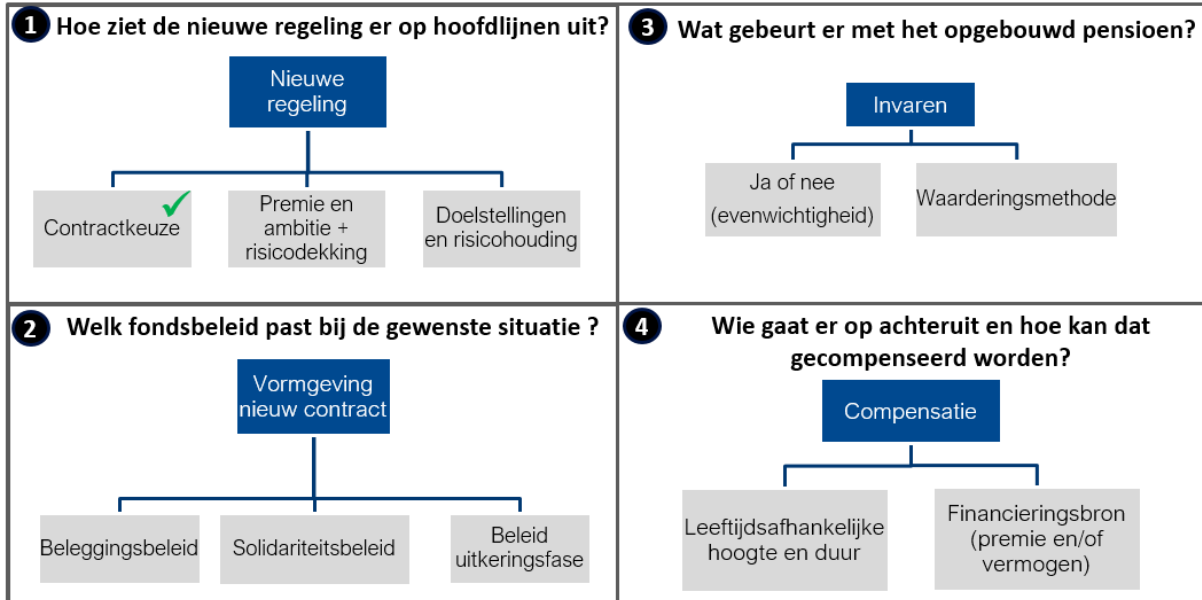 1 Hoe ziet de nieuwe regeling er op hoofdlijnen uit?
Nieuwe
regeling
Contractkeuze
Premie en
ambitie +
risicodekking
Doelstellingen
en risicohouding
2 Welk fondsbeleid past bij de gewenste situatie ?
Vormgeving
nieuw contract
Beleggingsbeleid
Solidariteitsbeleid
Beleid
uitkeringsfase
3 Wat gebeurt er met het opgebouwd pensioen?
Invaren
Ja of nee
(evenwichtigheid)
Waarderingsmethode
4 Wie gaat er op achteruit en hoe kan dat
gecompenseerd worden?
Compensatie
Leeftijdsafhankelijke
hoogte en duur
Financieringsbron
(premie en/of
vermogen)